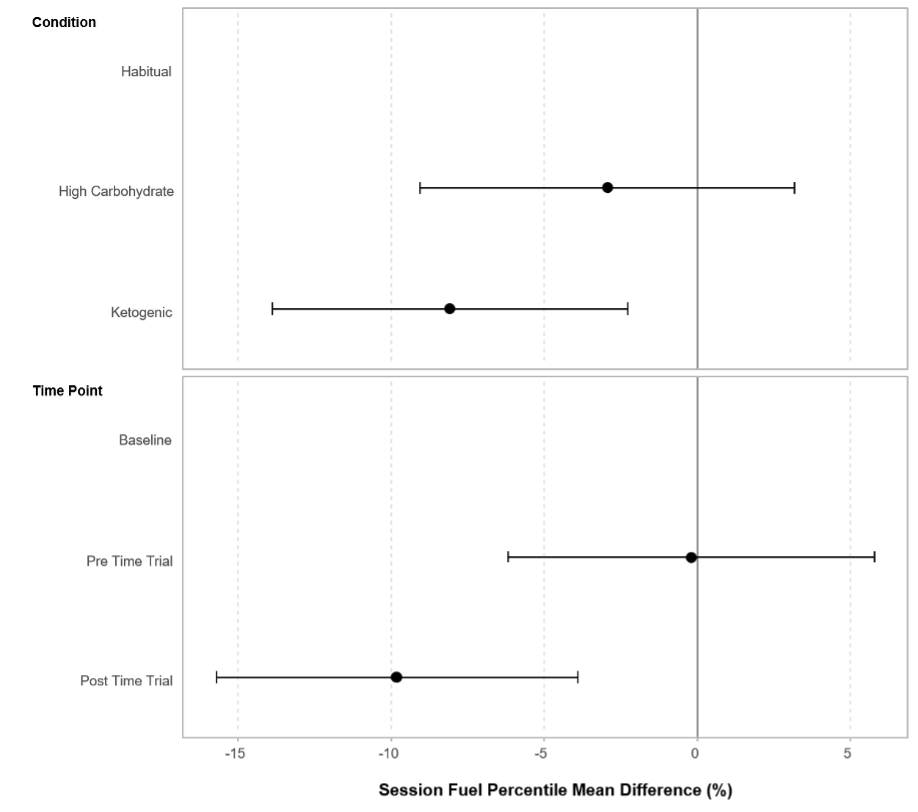 Condition
Habitual
High Carbohydrate
Ketogenic
Time Point
Baseline
Pre Time Trial
Post Time Trial
-15 -10 -5 0 5
Session Fuel Percentile Mean Difference (%)